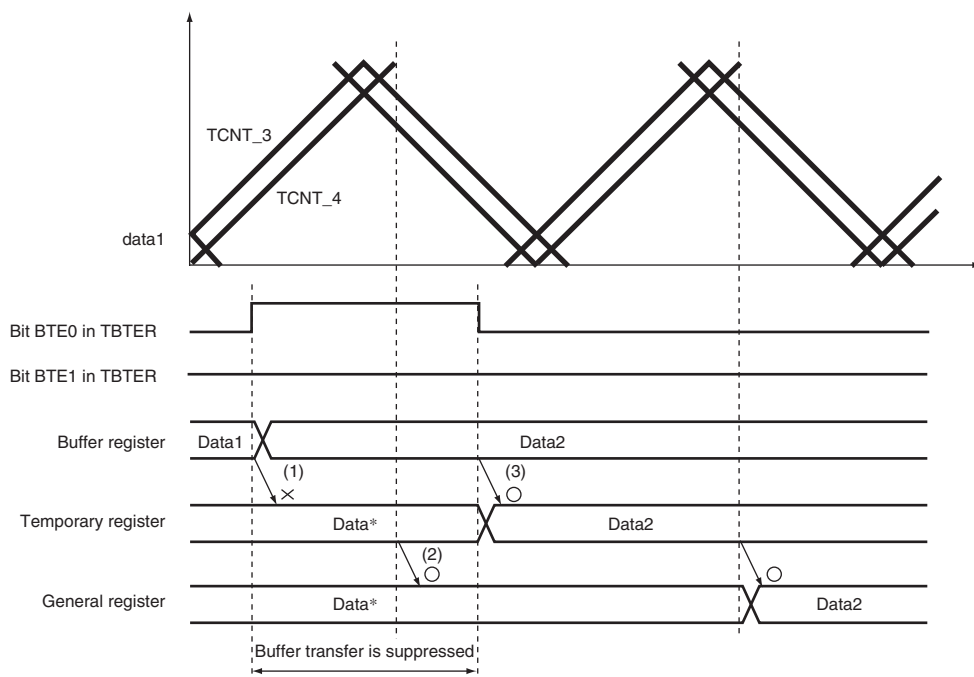 TCNT_3
TCNT_4
data1
Bit BTE0 in TBTER
Bit BTE1 in TBTER
Buffer register
Data1
Data2
(1)
(3)
Temporary register
Data*
Data2
(2)
General register
Data*
Data2
Buffer transfer is suppressed